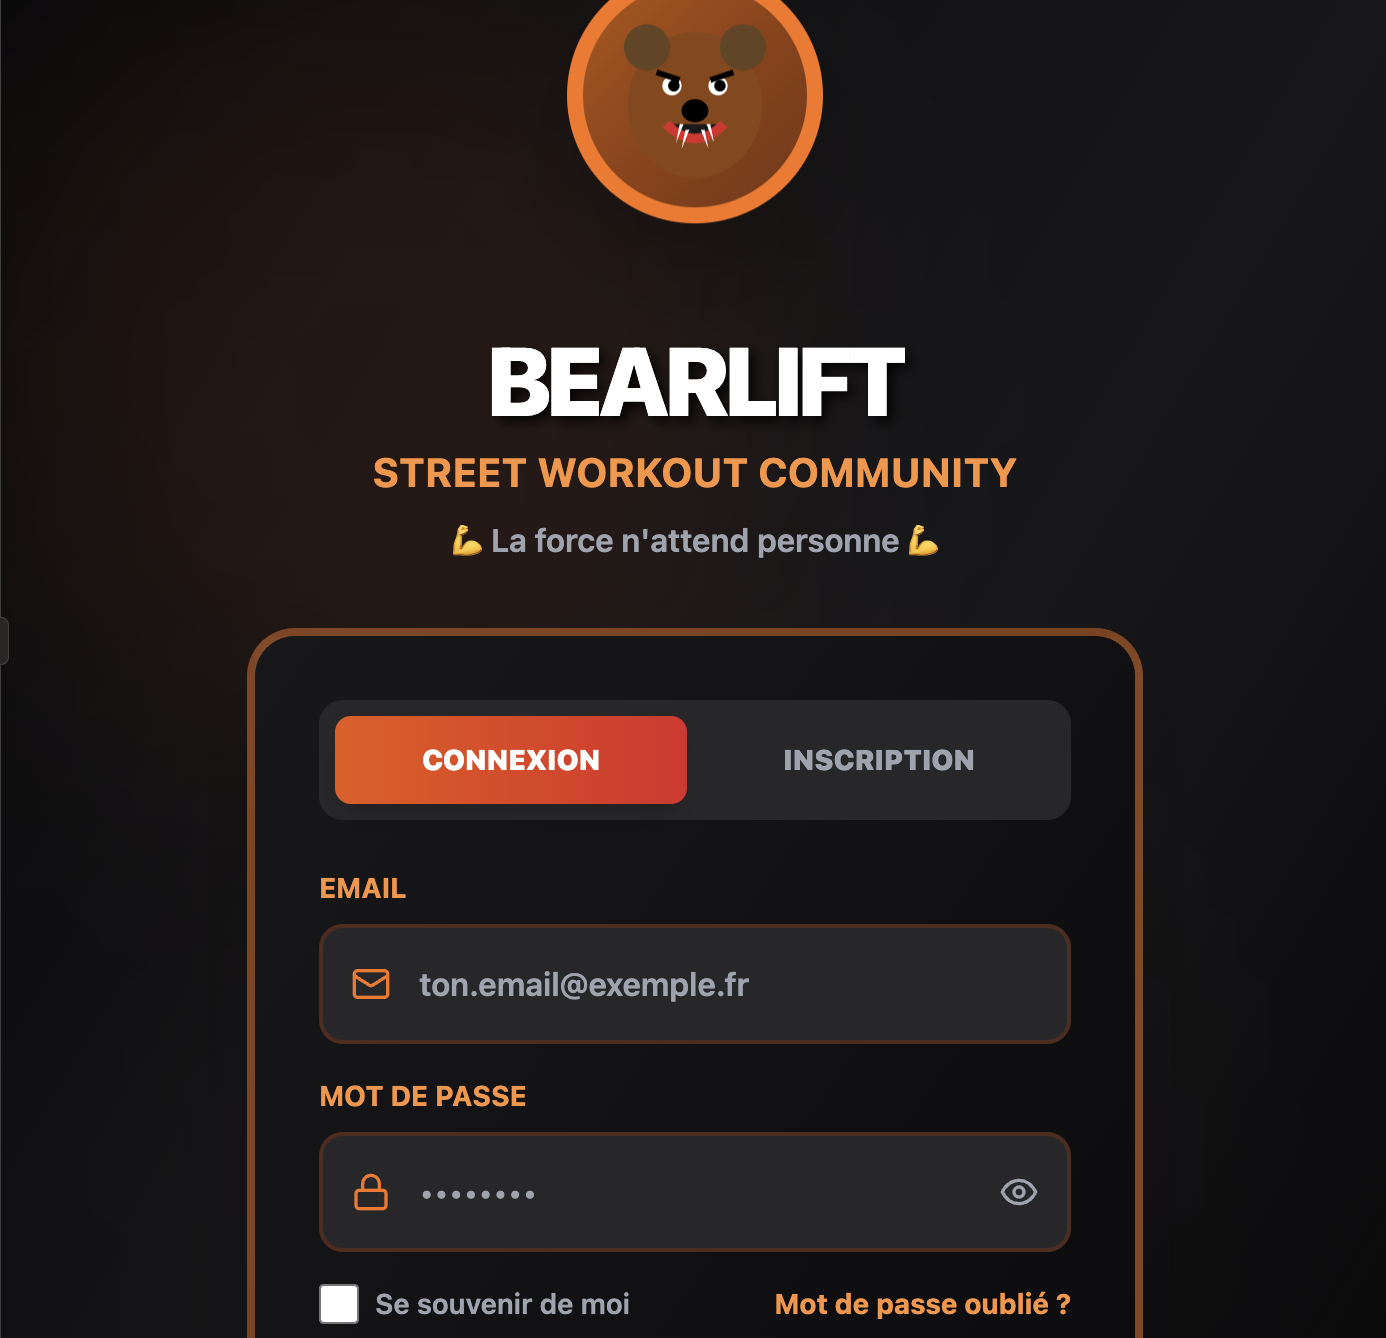 BEARLIFT
STREET WORKOUT COMMUNITY
💪 La force n'attend personne 💪
CONNEXION
INSCRIPTION
EMAIL
ton.email@exemple.fr
MOT DE PASSE
••••••••
Se souvenir de moi
Mot de passe oublié ?